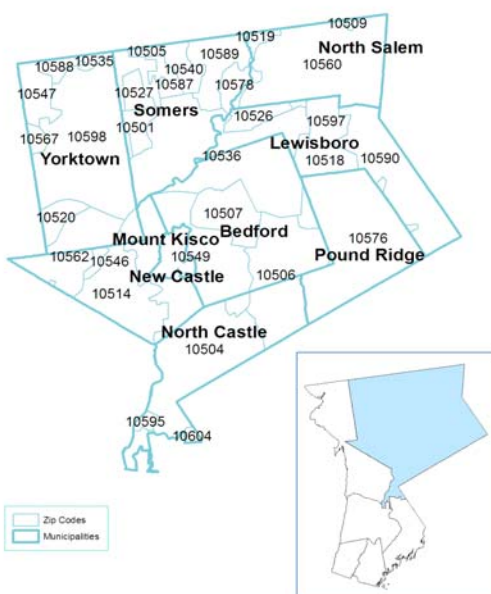 10509
10519
10505
North Salem
10589
10535
10588
10540
10560
10587
10578
10547
10527
Somers
10526
10597
10501
10567
10598
Lewisboro
Yorktown
10536
10518
10590
10520
10507
Bedford
Mount Kisco
10576
10562
10546
10549
Pound Ridge
New Castle
10506
10514
North Castle
10504
10595
10604
Zip Codes
Municipalities